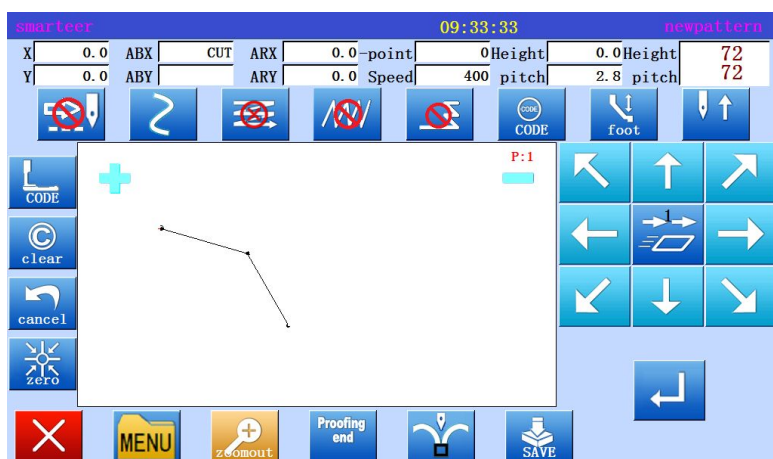 smarteer 09:33:33 newpattern
X 0.0 ABX CUT ARX 0.0 -point 0 Height 0.0 Height 72
Y 0.0 ABY ARY 0.0 Speed 400 pitch 2.8 pitch 72
CODE
CODE foot
P:1
CODE
1
clear
cancel
zero
MENU zoomout Proofing end SAVE